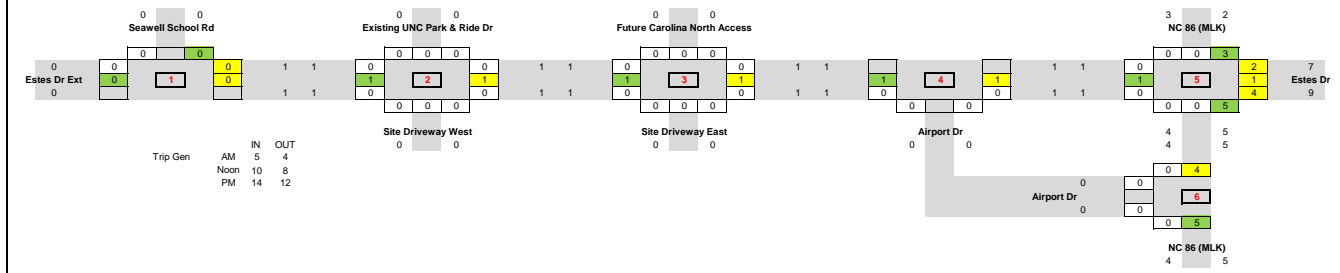 0 0 0 0 0 0 3 2
Seawell School Rd Existing UNC Park & Ride Dr Future Carolina North Access NC 86 (MLK)
0 0 0 0 0 0 0 0 0 0 3
0 0 0 0 1 1 0 0 1 1 0 0 1 1 1 1 0 2 7
Estes Dr Ext 0 1 0 1 2 1 1 3 1 1 4 1 1 5 1 Estes Dr
0 1 1 0 0 1 1 0 0 1 1 0 0 1 1 0 4 9
0 0 0 0 0 0 0 0 0 0 5
Site Driveway West Site Driveway East Airport Dr 4 5
0 0 0 0 0 0 4 5
IN OUT
Trip Gen AM 5 4
Noon 10 8
PM 14 12
0 4
0 0
Airport Dr 6
0 0
0 5
NC 86 (MLK)
4 5